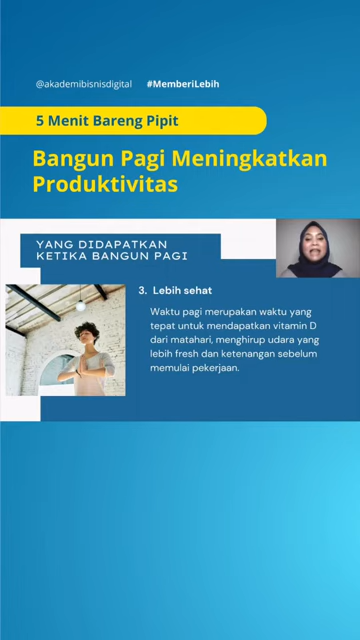 @akademibisnisdigital #MemberiLebih
5 Menit Bareng Pipit
Bangun Pagi Meningkatkan
Produktivitas
YANG DIDAPATKAN
KETIKA BANGUN PAGI
3. Lebih sehat
Waktu pagi merupakan waktu yang
tepat untuk mendapatkan vitamin D
dari matahari, menghirup udara yang
lebih fresh dan ketenangan sebelum
memulai pekerjaan.